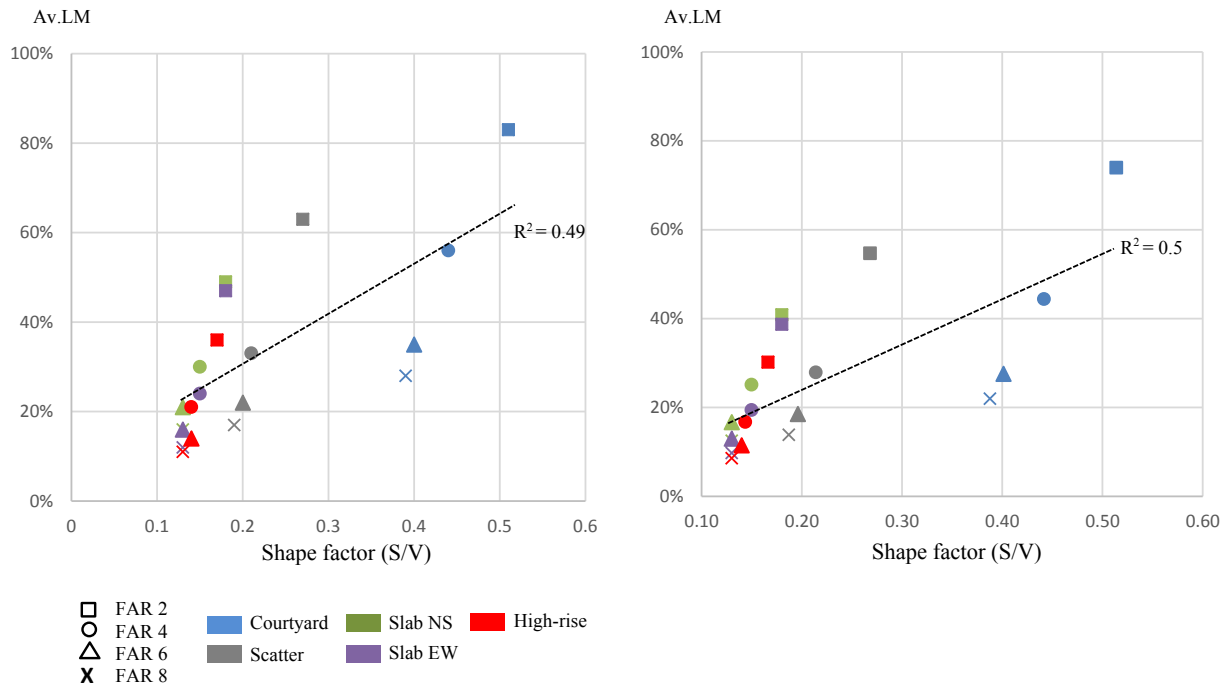 Av.LM
100%
80%
60%
40%
20%
0%
0 0.1 0.2 0.3 0.4 0.5 0.6
Shape factor (S/V)
R2 = 0.49
Av.LM
100%
80%
60%
40%
20%
0%
0.10 0.20 0.30 0.40 0.50 0.60
Shape factor (S/V)
R2 = 0.5
FAR 2
FAR 4
FAR 6
FAR 8
Courtyard Slab NS High-rise
Scatter Slab EW